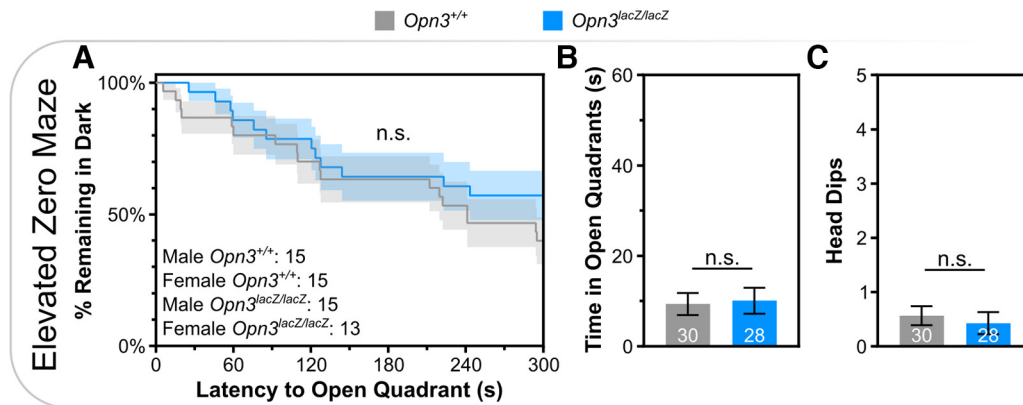 Opn3+/+ Opn3lacZ/lacZ
Elevated Zero Maze
A
% Remaining in Dark
100%
50%
0%
n.s.
Male Opn3+/+: 15
Female Opn3+/+: 15
Male Opn3lacZ/lacZ: 15
Female Opn3lacZ/lacZ: 13
0 60 120 180 240 300
Latency to Open Quadrant (s)
B
Time in Open Quadrants (s)
60
40
20
0
n.s.
30 28
C
Head Dips
5
4
3
2
1
0
n.s.
30 28